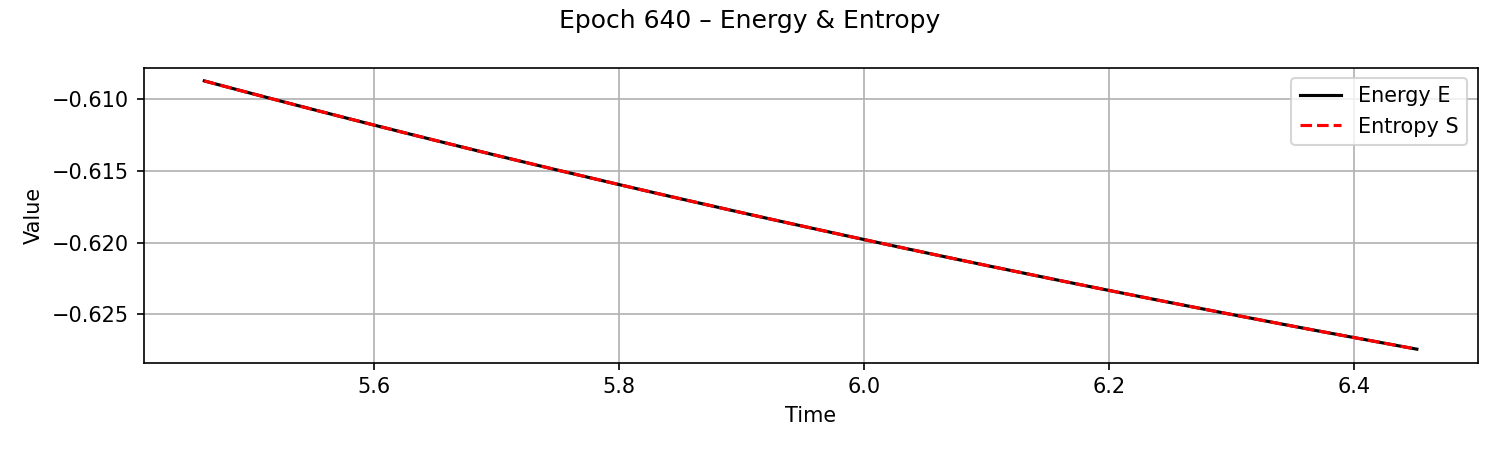 Epoch 640 – Energy & Entropy
Value
−0.610
−0.615
−0.620
−0.625
Energy E
Entropy S
5.6 5.8 6.0 6.2 6.4
Time